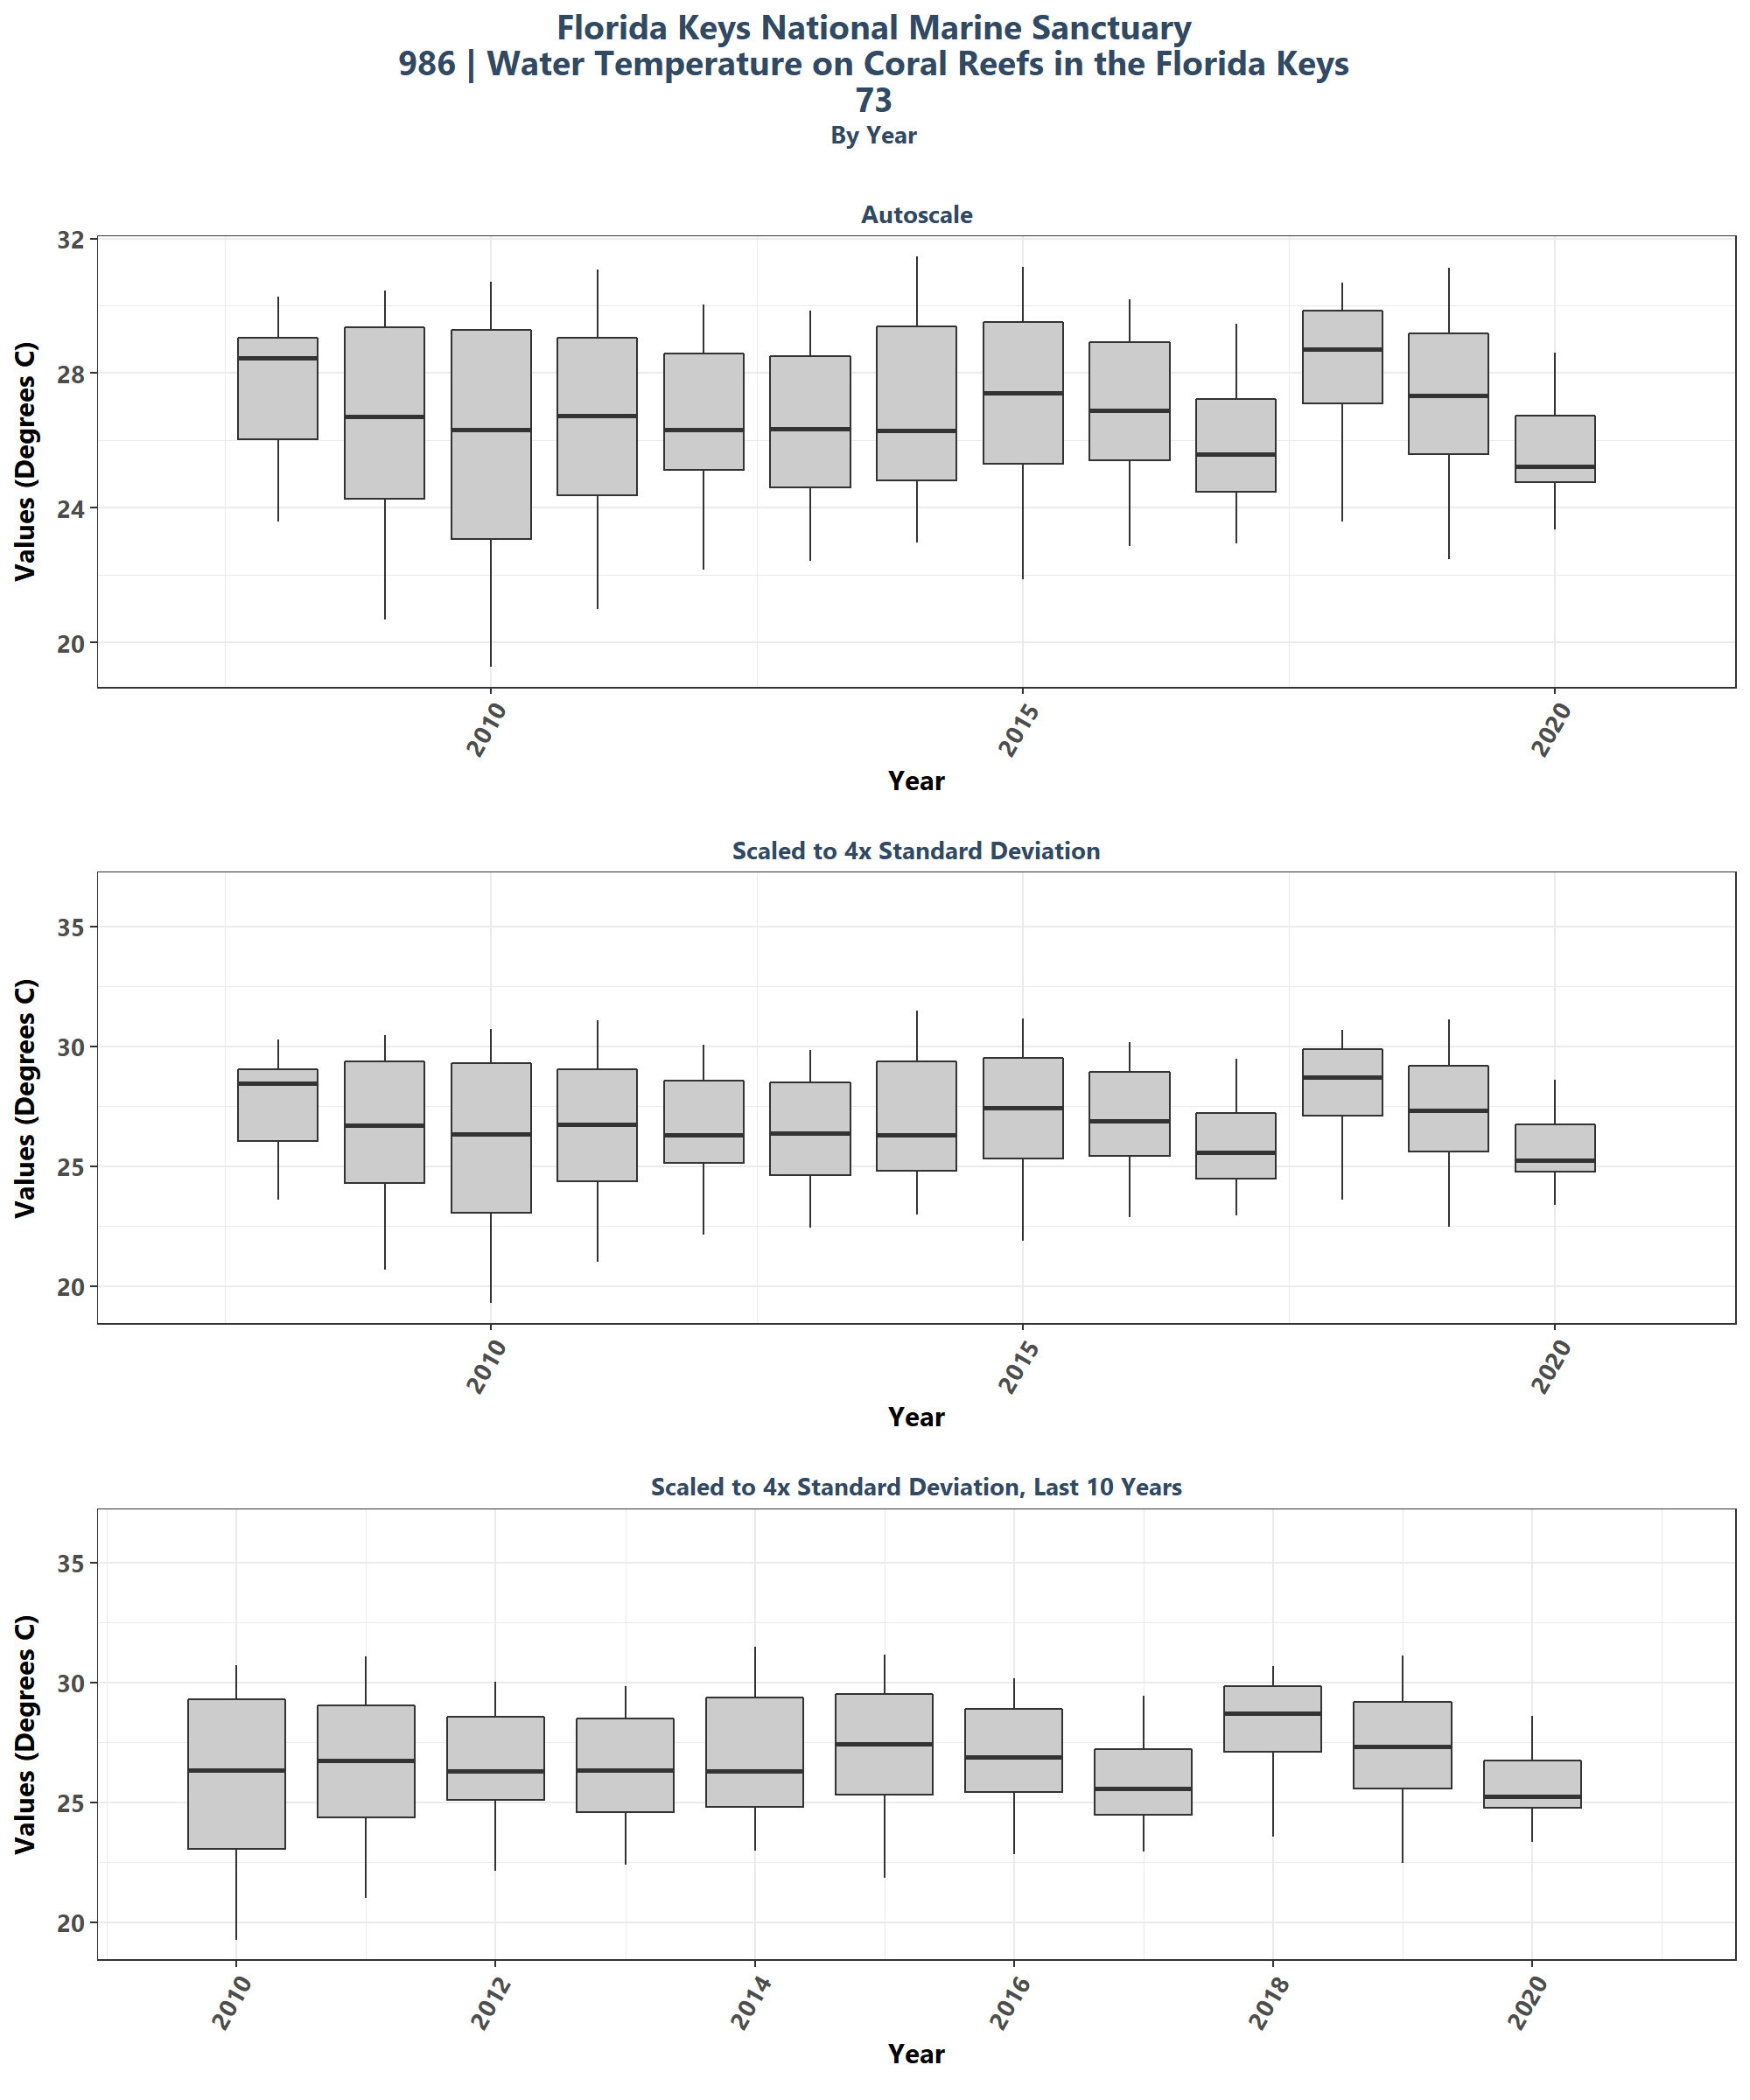 Florida Keys National Marine Sanctuary
986 | Water Temperature on Coral Reefs in the Florida Keys
73
By Year
Autoscale
32
28
24
20
Values (Degrees C)
2010
2015
2020
Year
Scaled to 4x Standard Deviation
35
30
25
20
Values (Degrees C)
2010
2015
2020
Year
Scaled to 4x Standard Deviation, Last 10 Years
35
30
25
20
Values (Degrees C)
2010
2012
2014
2016
2018
2020
Year